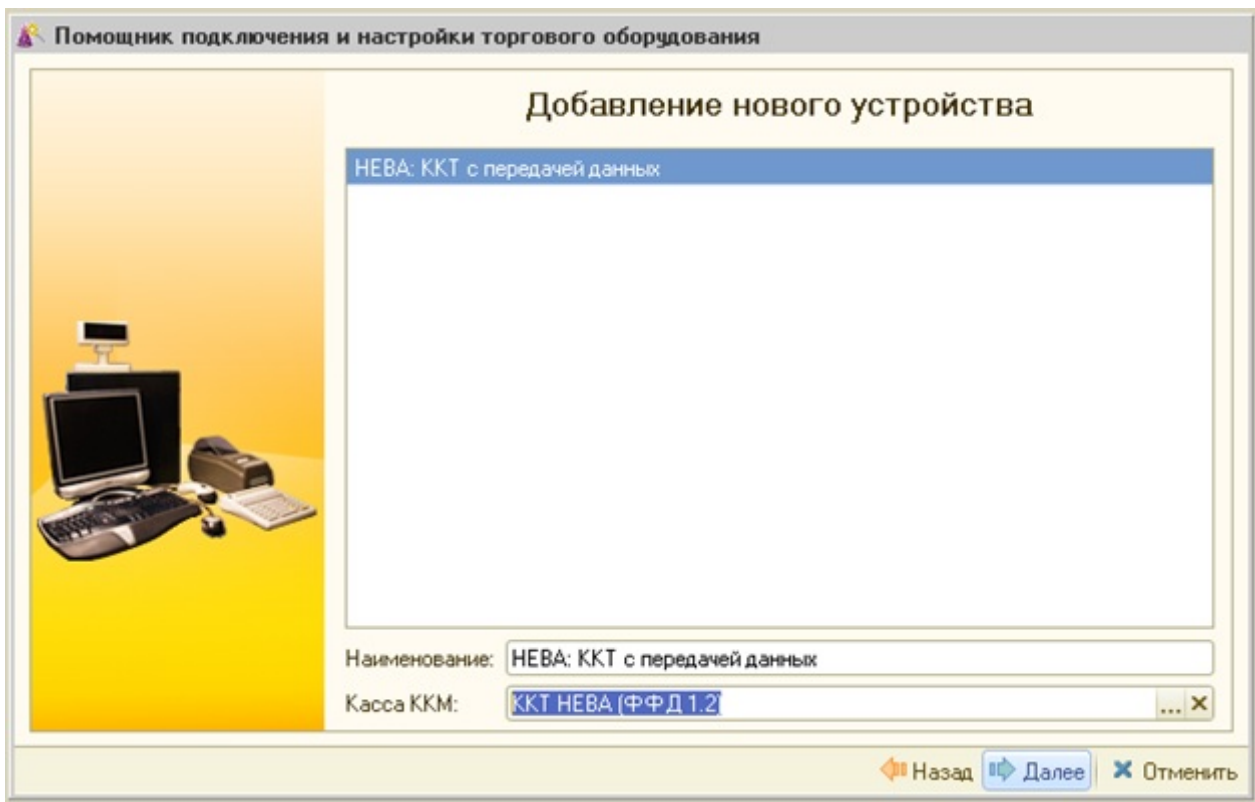 Помощник подключения и настройки торгового оборудования
Добавление нового устройства
НЕВА: ККТ с передачей данных
Наименование: НЕВА: ККТ с передачей данных
Касса ККМ: ККТ НЕВА (ФФД 1.2) ...
Назад Далее Отменить